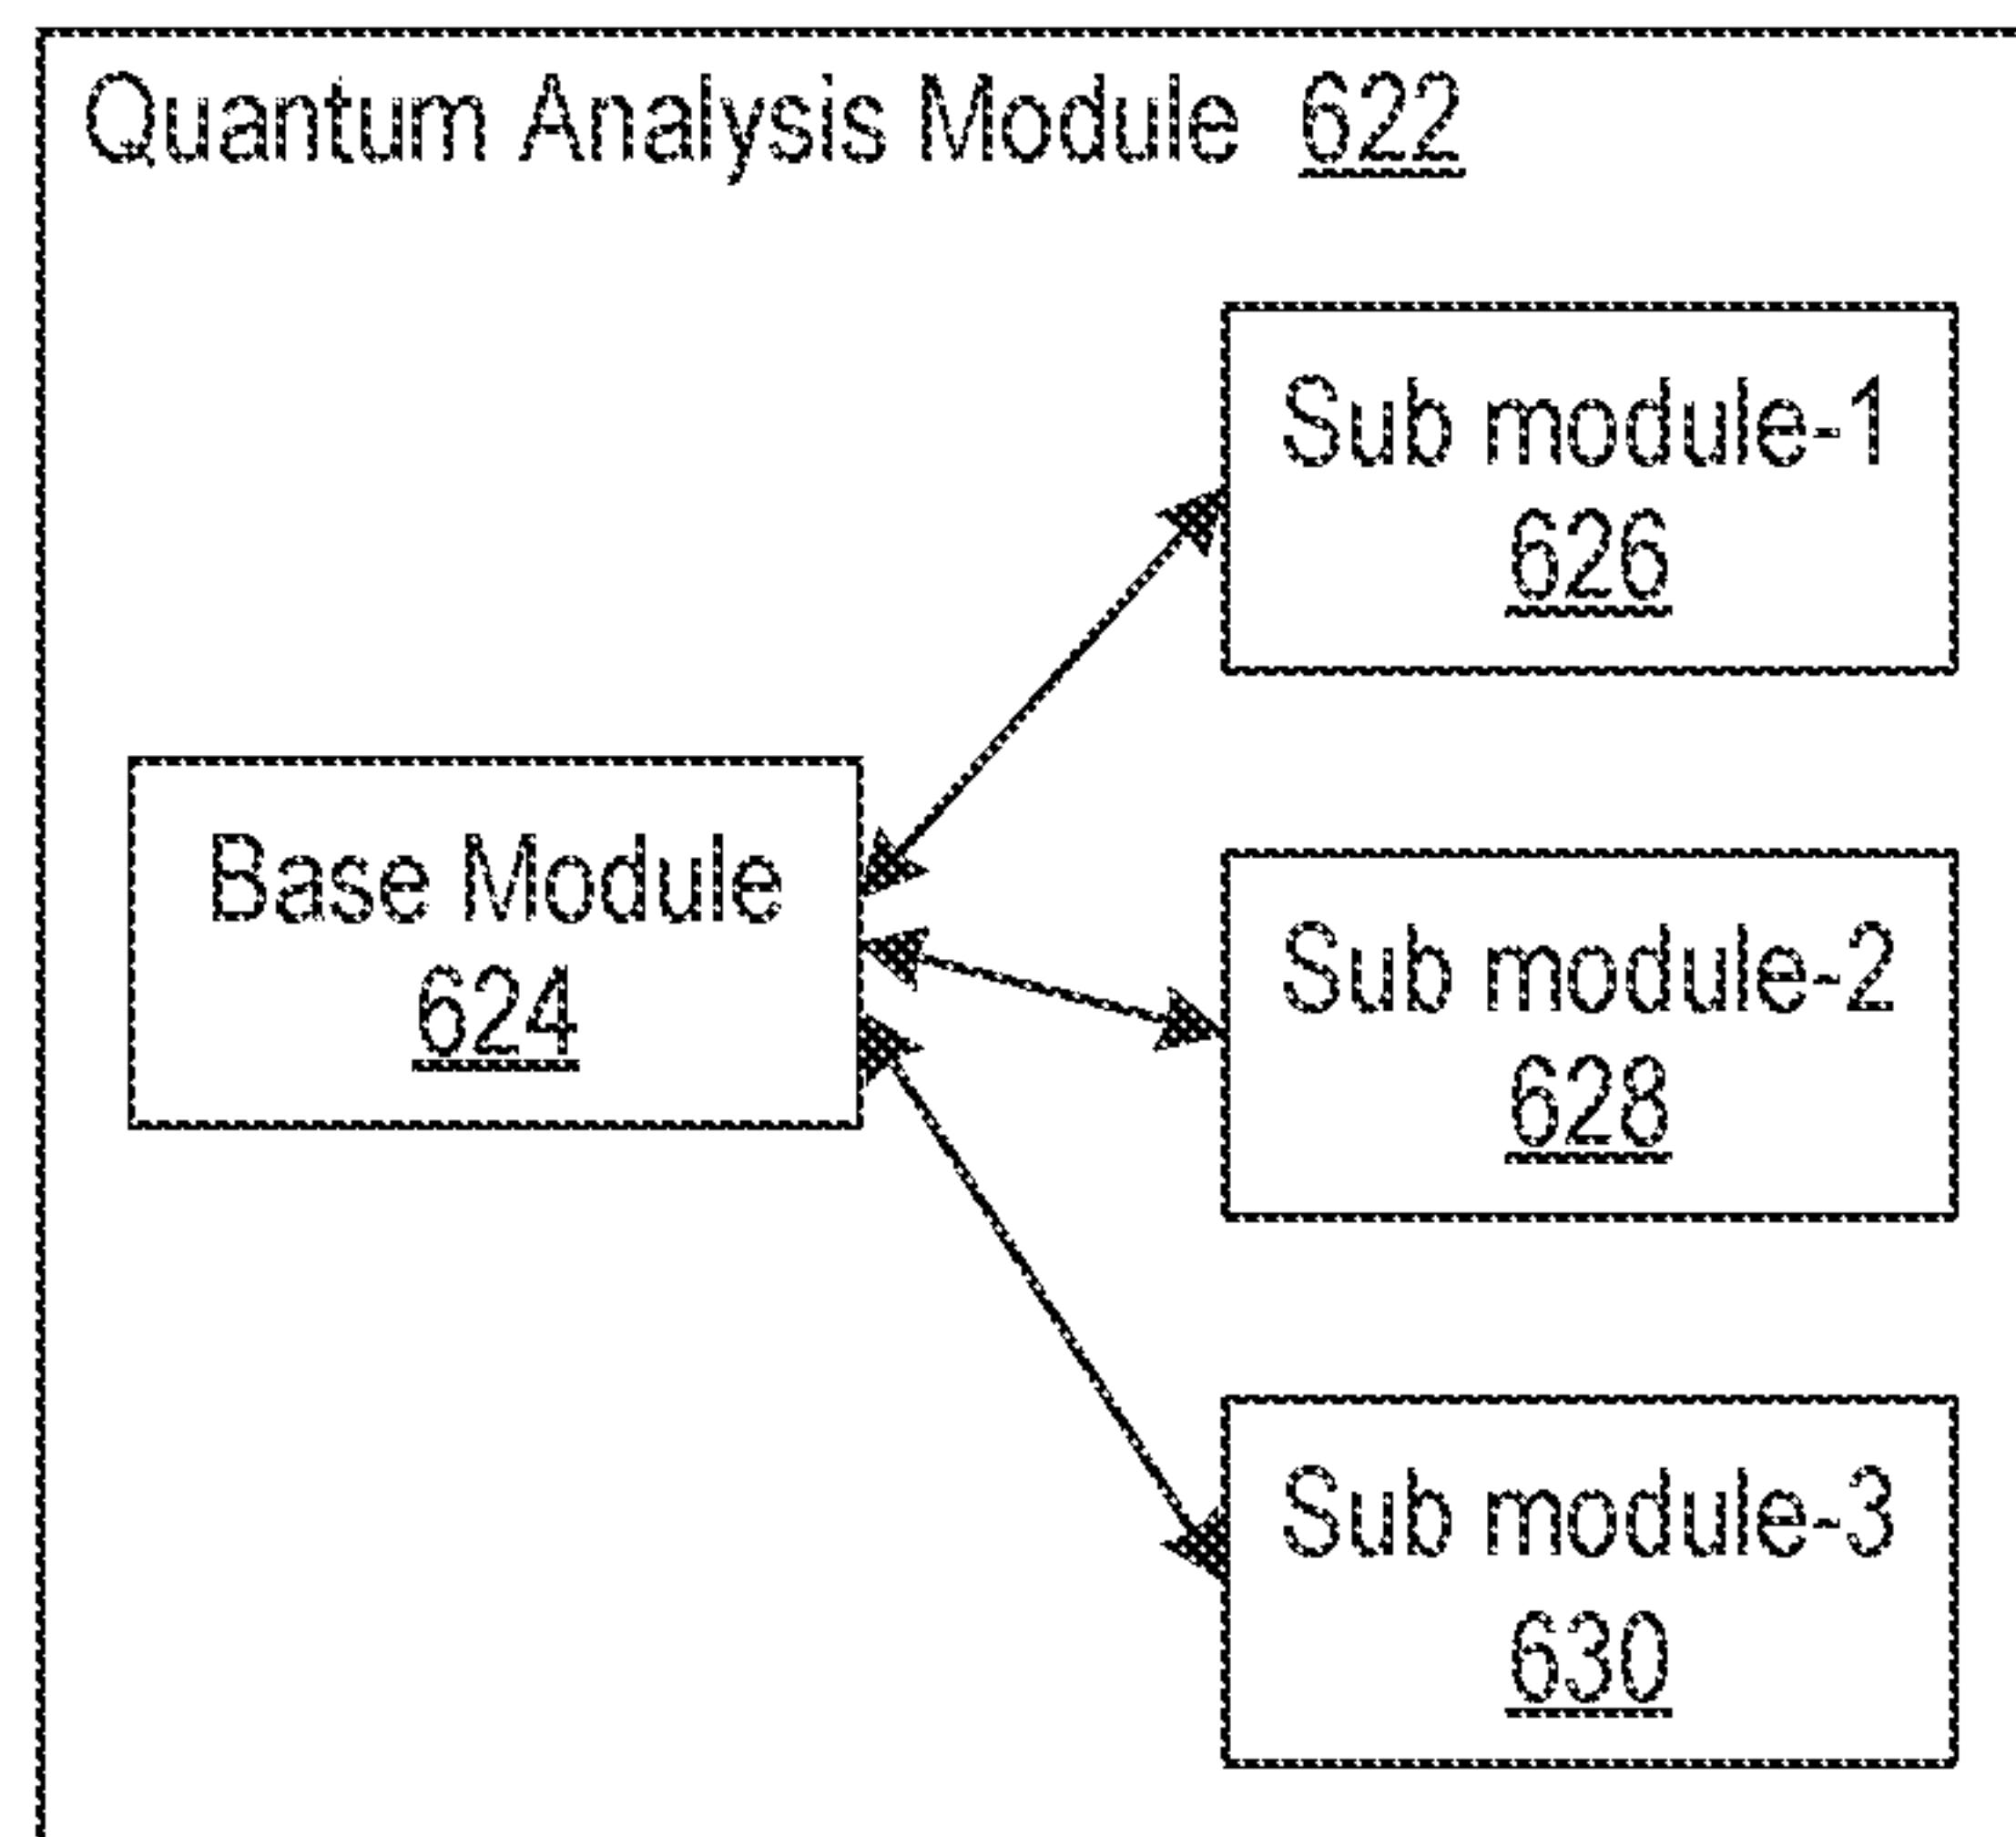 Quantum Analysis Module 622
Sub module-1
626
Base Module
624
Sub module-2
628
Sub module-3
630